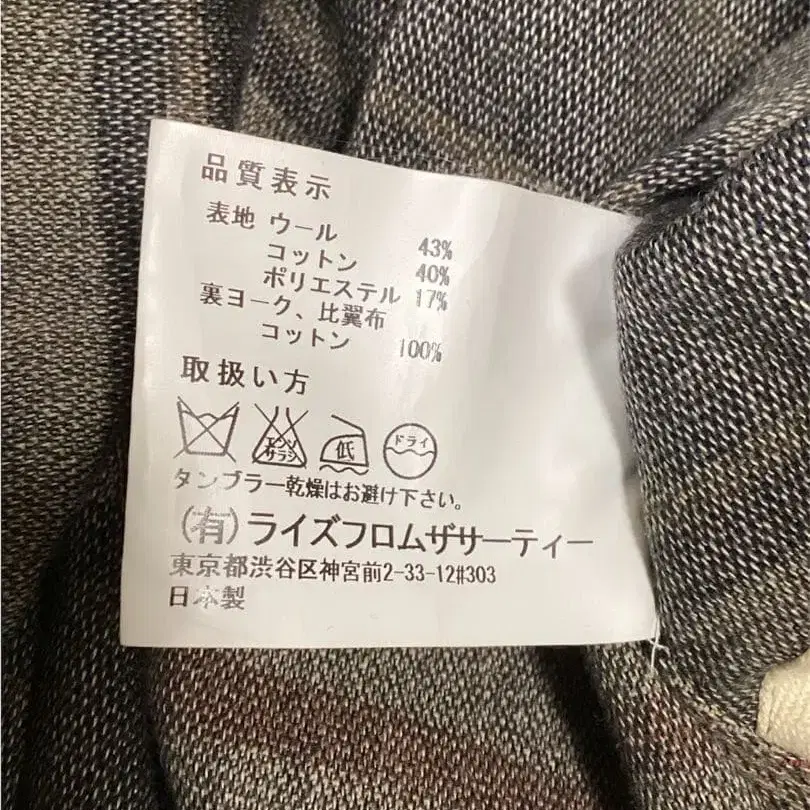 品質表示
表地 ウール 43%
コットン 40%
ポリエステル 17%
裏ヨーク、比翼布
コットン 100%
取扱い方
エンソ サラシ 低 ドライ
タンブラー乾燥はお避け下さい。
(有)ライズフロムザサーティー
東京都渋谷区神宮前2-33-12#303
日本製